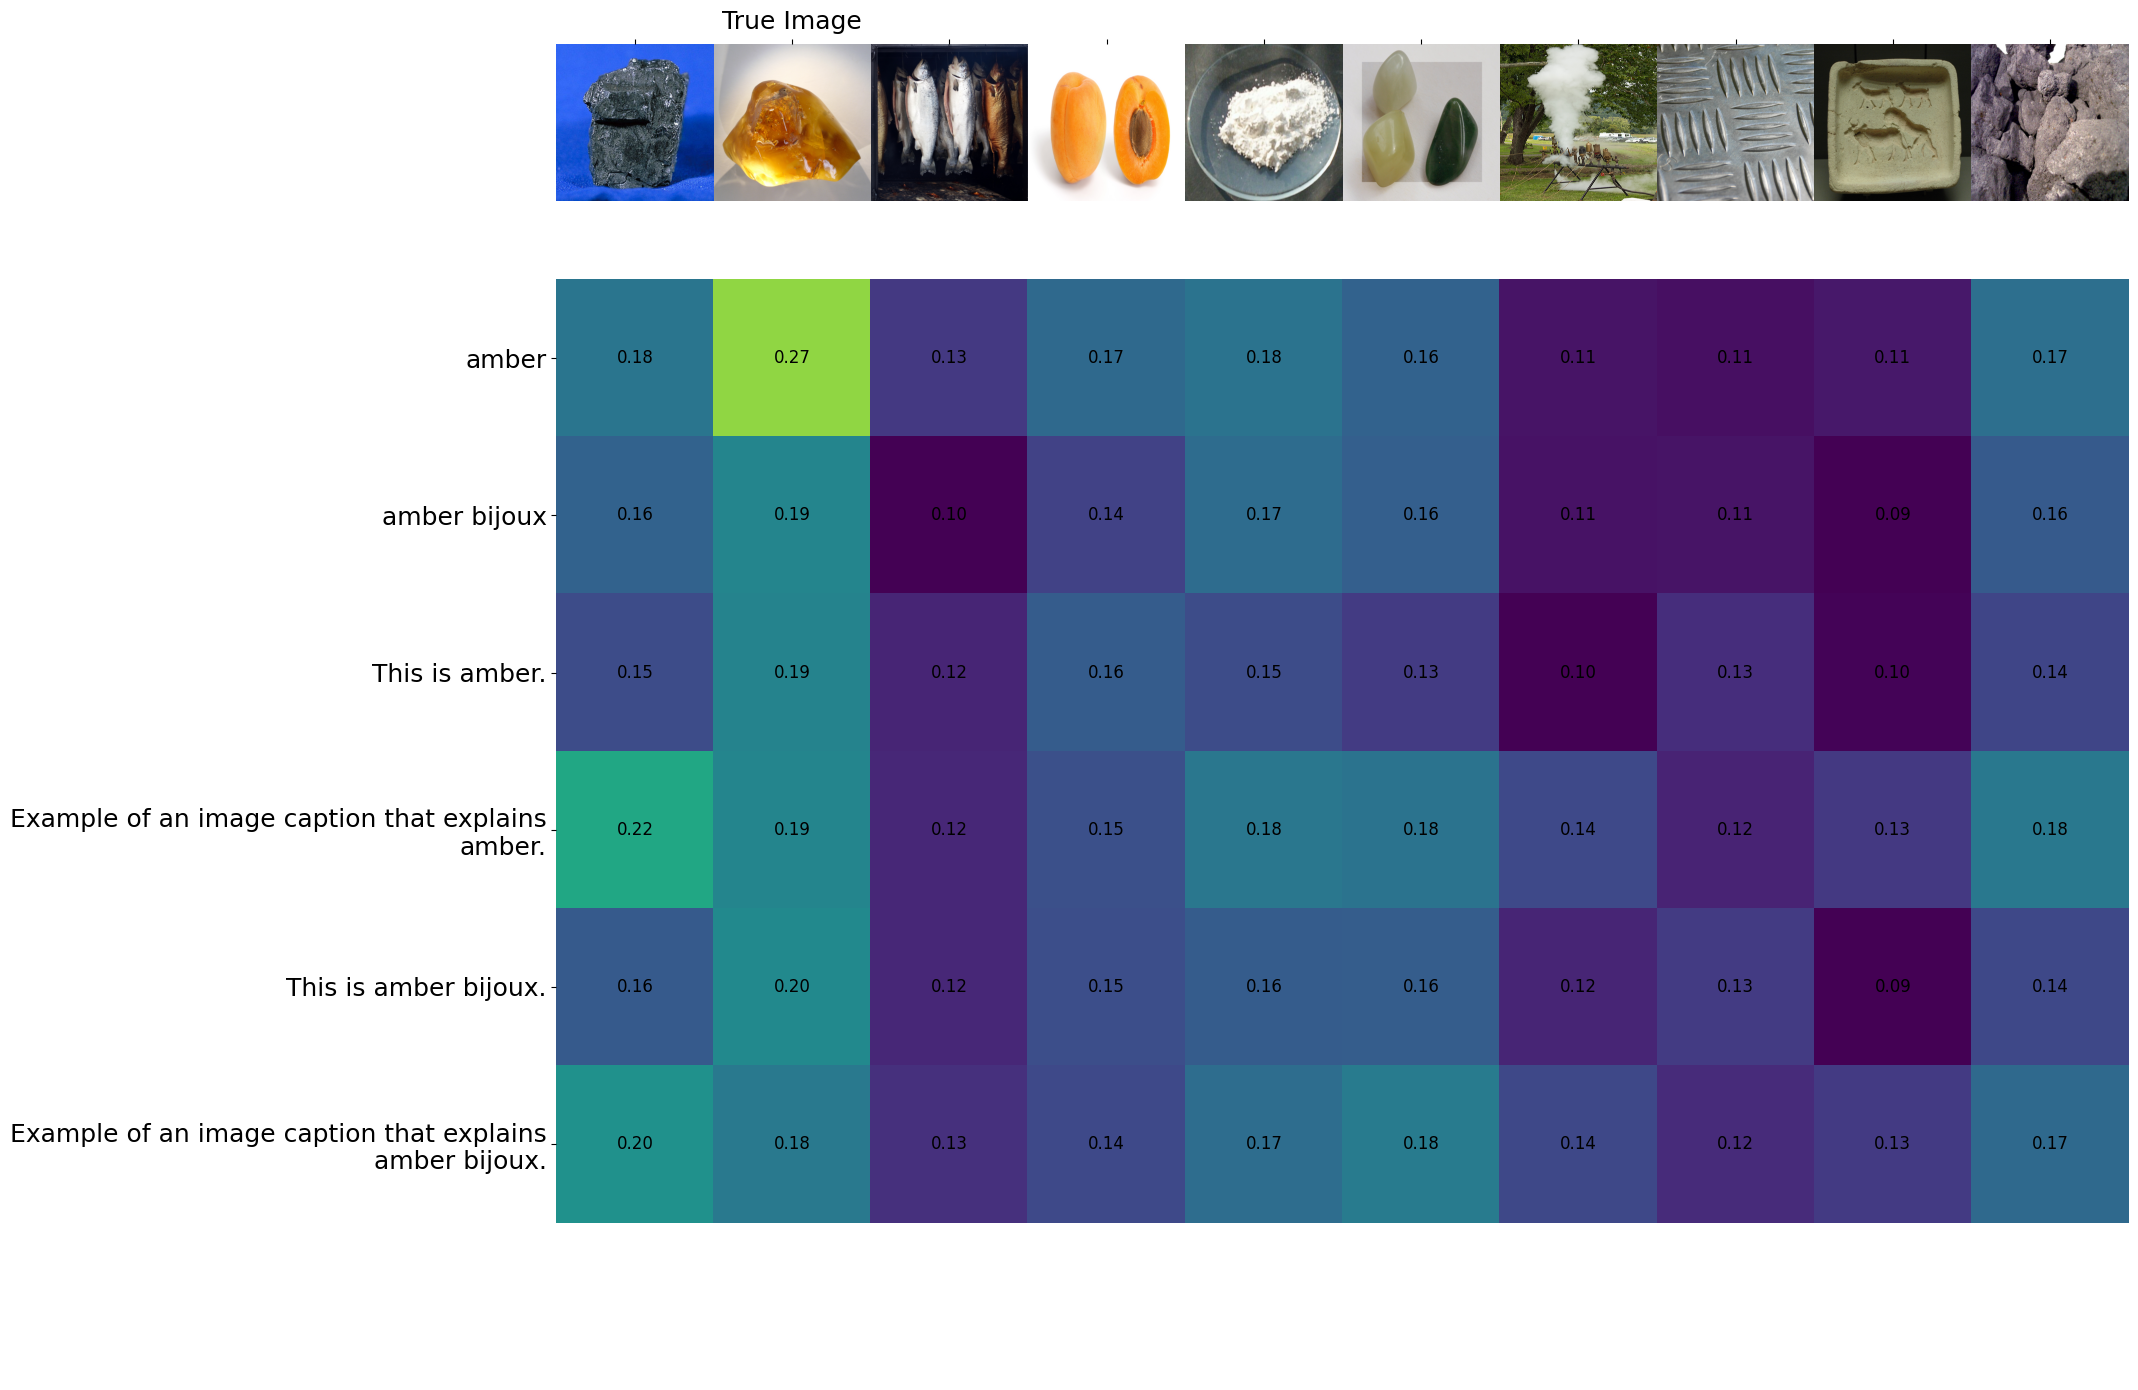 True Image
amber
0.18 0.27 0.13 0.17 0.18 0.16 0.11 0.11 0.11 0.17
amber bijoux
0.16 0.19 0.10 0.14 0.17 0.16 0.11 0.11 0.09 0.16
This is amber.
0.15 0.19 0.12 0.16 0.15 0.13 0.10 0.13 0.10 0.14
Example of an image caption that explains
amber.
0.22 0.19 0.12 0.15 0.18 0.18 0.14 0.12 0.13 0.18
This is amber bijoux.
0.16 0.20 0.12 0.15 0.16 0.16 0.12 0.13 0.09 0.14
Example of an image caption that explains
amber bijoux.
0.20 0.18 0.13 0.14 0.17 0.18 0.14 0.12 0.13 0.17